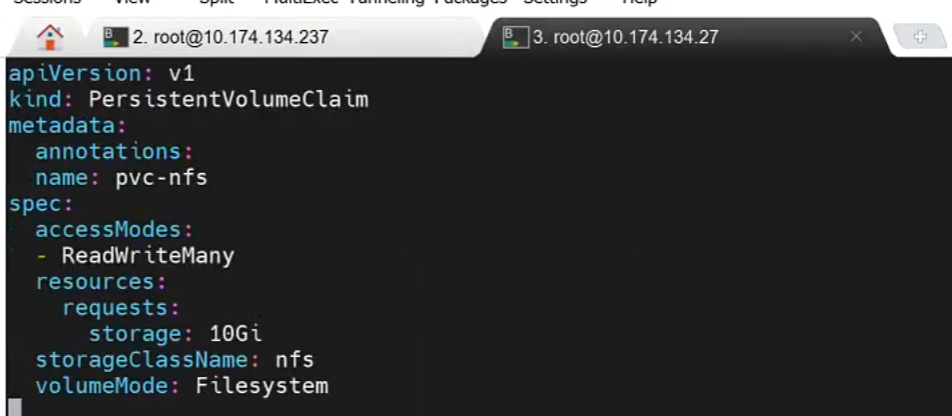 Sessions View Split MultiExec Tunneling Packages Settings Help
2. root@10.174.134.237
3. root@10.174.134.27
apiVersion: v1
kind: PersistentVolumeClaim
metadata:
  annotations:
  name: pvc-nfs
spec:
  accessModes:
  - ReadWriteMany
  resources:
    requests:
      storage: 10Gi
  storageClassName: nfs
  volumeMode: Filesystem